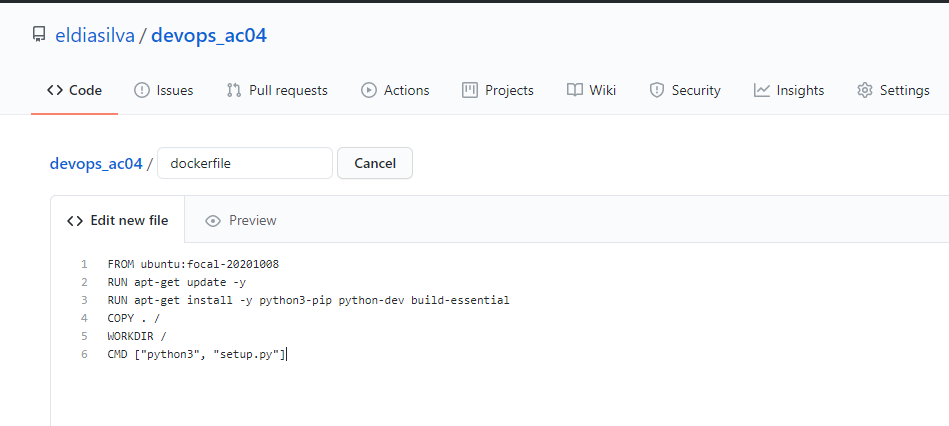 eldiasilva / devops_ac04
Code Issues Pull requests Actions Projects Wiki Security Insights Settings
devops_ac04 / dockerfile Cancel
Edit new file Preview
1 FROM ubuntu:focal-20201008
2 RUN apt-get update -y
3 RUN apt-get install -y python3-pip python-dev build-essential
4 COPY . /
5 WORKDIR /
6 CMD ["python3", "setup.py"]